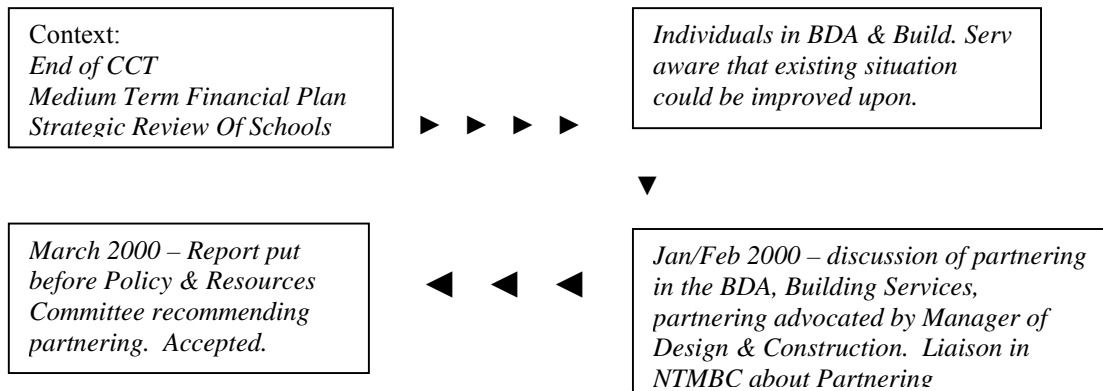 Context:
End of CCT
Medium Term Financial Plan
Strategic Review Of Schools
Individuals in BDA & Build. Serv
aware that existing situation
could be improved upon.
Jan/Feb 2000 – discussion of partnering
in the BDA, Building Services,
partnering advocated by Manager of
Design & Construction. Liaison in
NTMBC about Partnering
March 2000 – Report put
before Policy & Resources
Committee recommending
partnering. Accepted.